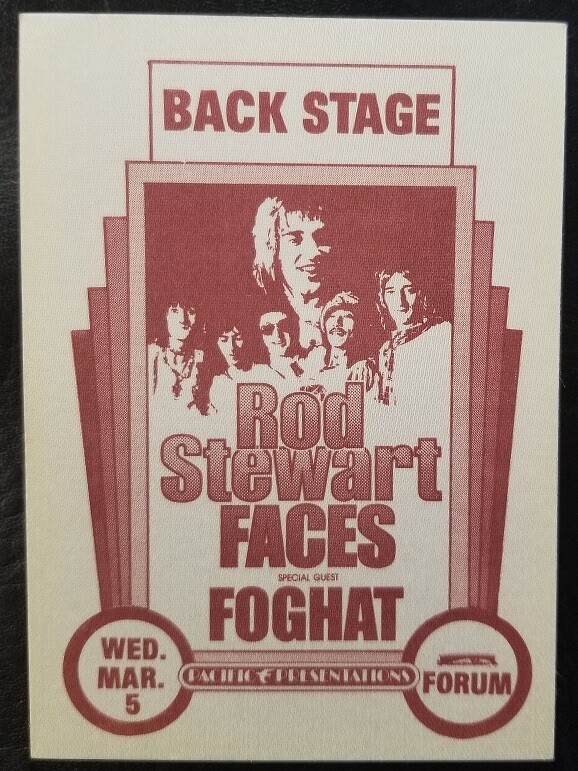 BACK STAGE
Rod
Stewart
FACES
SPECIAL GUEST
FOGHAT
WED.
MAR.
5
PACIFIC PRESENTATIONS
FORUM